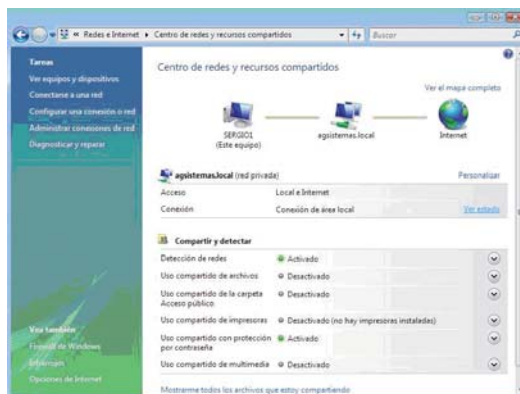 Redes e Internet ▸ Centro de redes y recursos compartidos
Buscar
Tareas
Ver equipos y dispositivos
Conectarse a una red
Configurar una conexión o red
Administrar conexiones de red
Diagnosticar y reparar
Centro de redes y recursos compartidos
Ver el mapa completo
SERGIO1
(Este equipo)
agsistemas.local
Internet
agsistemas.local (red privada)
Personalizar
Acceso
Local e Internet
Conexión
Conexión de área local
Ver estado
Compartir y detectar
Detección de redes
Activado
Uso compartido de archivos
Desactivado
Uso compartido de la carpeta
Acceso público
Desactivado
Uso compartido de impresoras
Desactivado (no hay impresoras instaladas)
Uso compartido con protección
por contraseña
Activado
Uso compartido de multimedia
Desactivado
Mostrarme todos los archivos que estoy compartiendo
Vea también
Firewall de Windows
Infrarrojos
Opciones de Internet